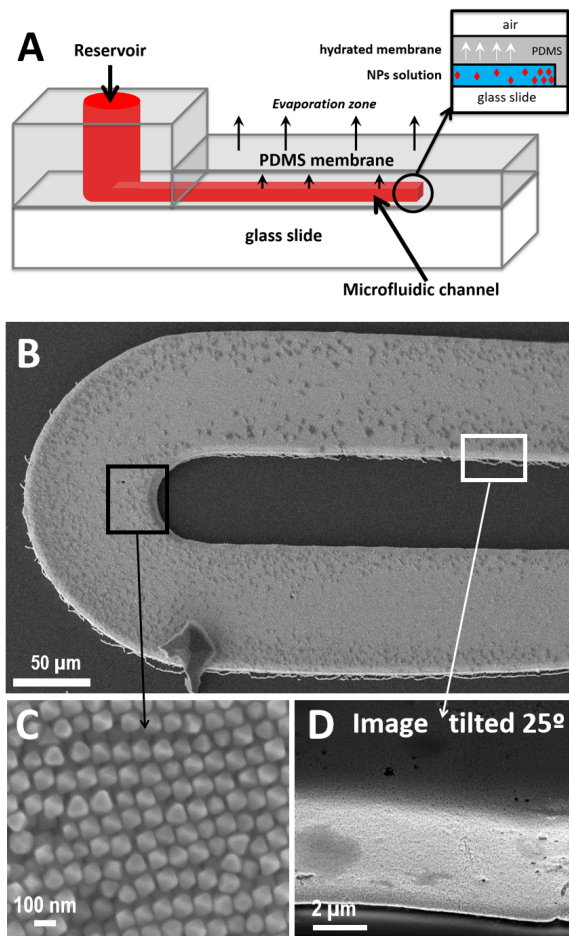 A
Reservoir
Evaporation zone
PDMS membrane
glass slide
Microfluidic channel
air
hydrated membrane
PDMS
NPs solution
glass slide
B
50 µm
C
100 nm
D
Image tilted 25º
2 µm